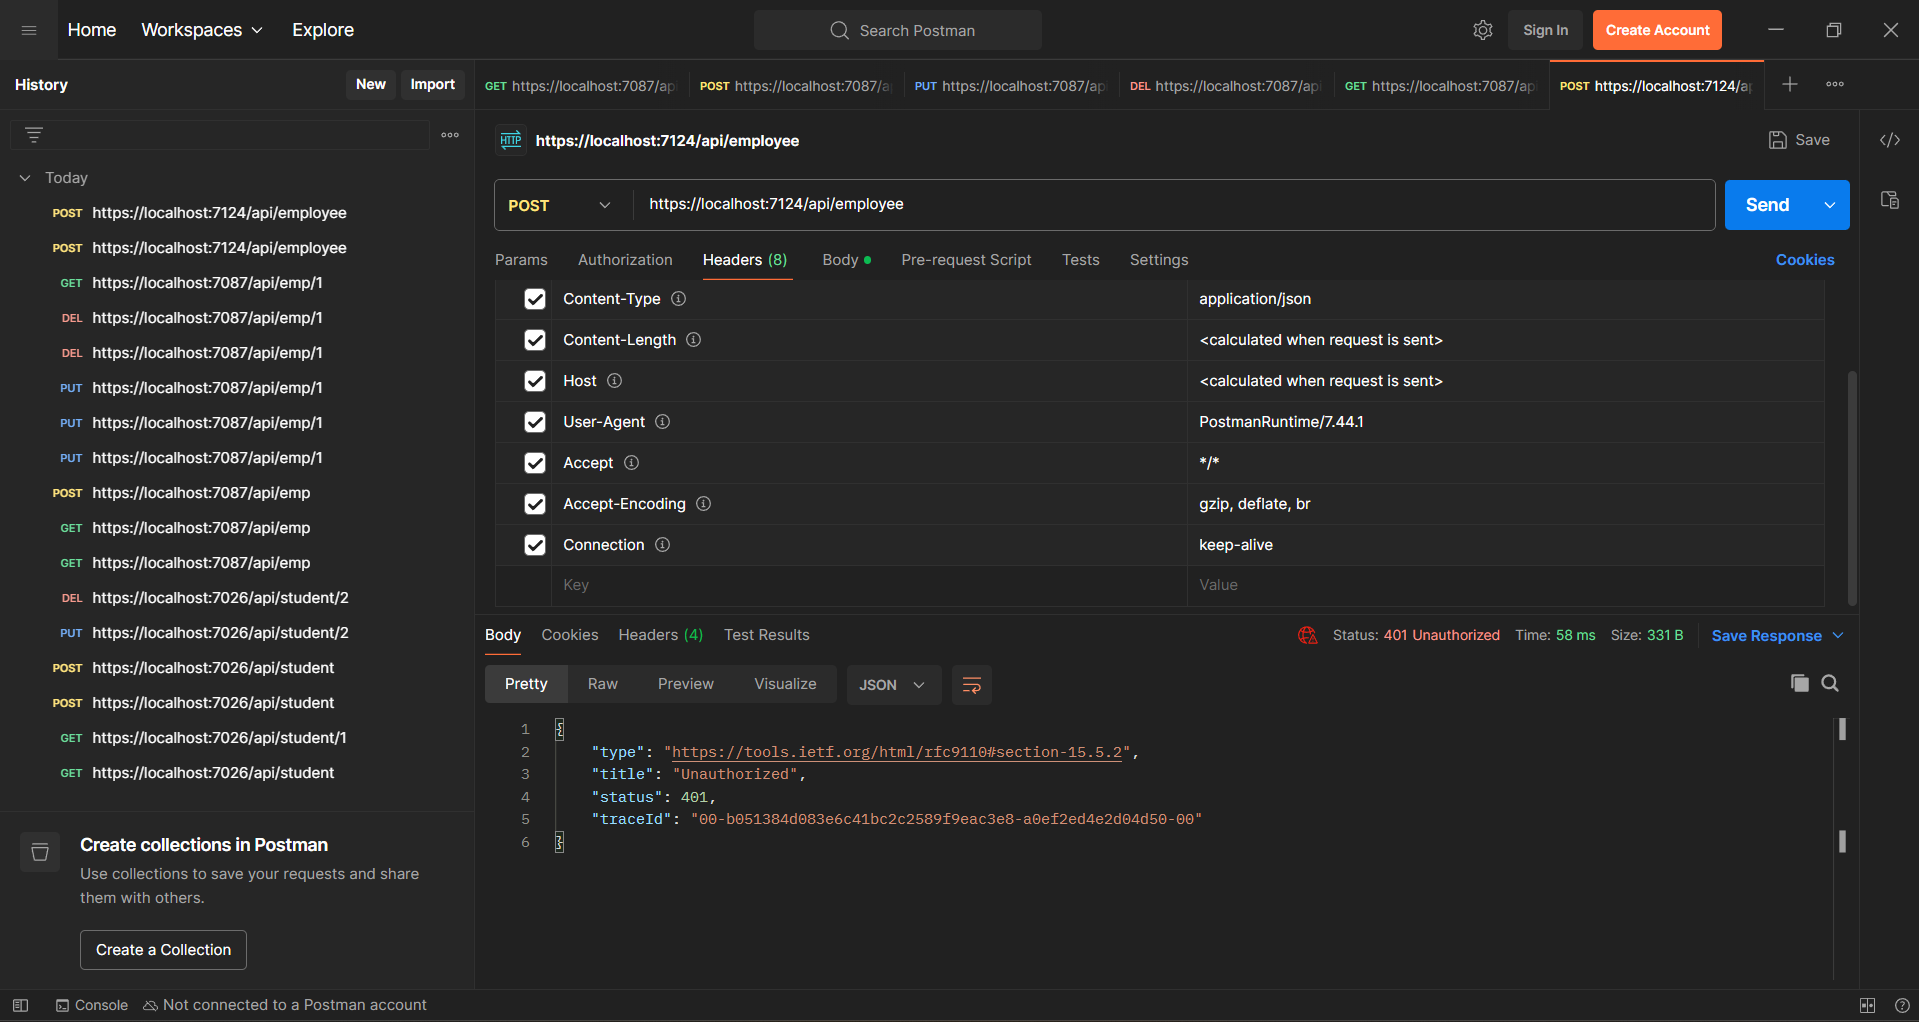 Home Workspaces Explore Search Postman Sign In Create Account
History New Import
GET https://localhost:7087/api POST https://localhost:7087/a PUT https://localhost:7087/api DEL https://localhost:7087/api GET https://localhost:7087/ap POST https://localhost:7124/ap
HTTP https://localhost:7124/api/employee Save
Today
POST https://localhost:7124/api/employee
POST https://localhost:7124/api/employee
GET https://localhost:7087/api/emp/1
DEL https://localhost:7087/api/emp/1
DEL https://localhost:7087/api/emp/1
PUT https://localhost:7087/api/emp/1
PUT https://localhost:7087/api/emp/1
PUT https://localhost:7087/api/emp/1
POST https://localhost:7087/api/emp
GET https://localhost:7087/api/emp
GET https://localhost:7087/api/emp
DEL https://localhost:7026/api/student/2
PUT https://localhost:7026/api/student/2
POST https://localhost:7026/api/student
POST https://localhost:7026/api/student
GET https://localhost:7026/api/student/1
GET https://localhost:7026/api/student
Create collections in Postman
Use collections to save your requests and share
them with others.
Create a Collection
POST https://localhost:7124/api/employee Send
Params Authorization Headers (8) Body Pre-request Script Tests Settings Cookies
Content-Type application/json
Content-Length <calculated when request is sent>
Host <calculated when request is sent>
User-Agent PostmanRuntime/7.44.1
Accept */*
Accept-Encoding gzip, deflate, br
Connection keep-alive
Key Value
Body Cookies Headers (4) Test Results Status: 401 Unauthorized Time: 58 ms Size: 331 B Save Response
Pretty Raw Preview Visualize JSON
1 {
2 "type": "https://tools.ietf.org/html/rfc9110#section-15.5.2",
3 "title": "Unauthorized",
4 "status": 401,
5 "traceId": "00-b051384d083e6c41bc2c2589f9eac3e8-a0ef2ed4e2d04d50-00"
6 }
Console Not connected to a Postman account